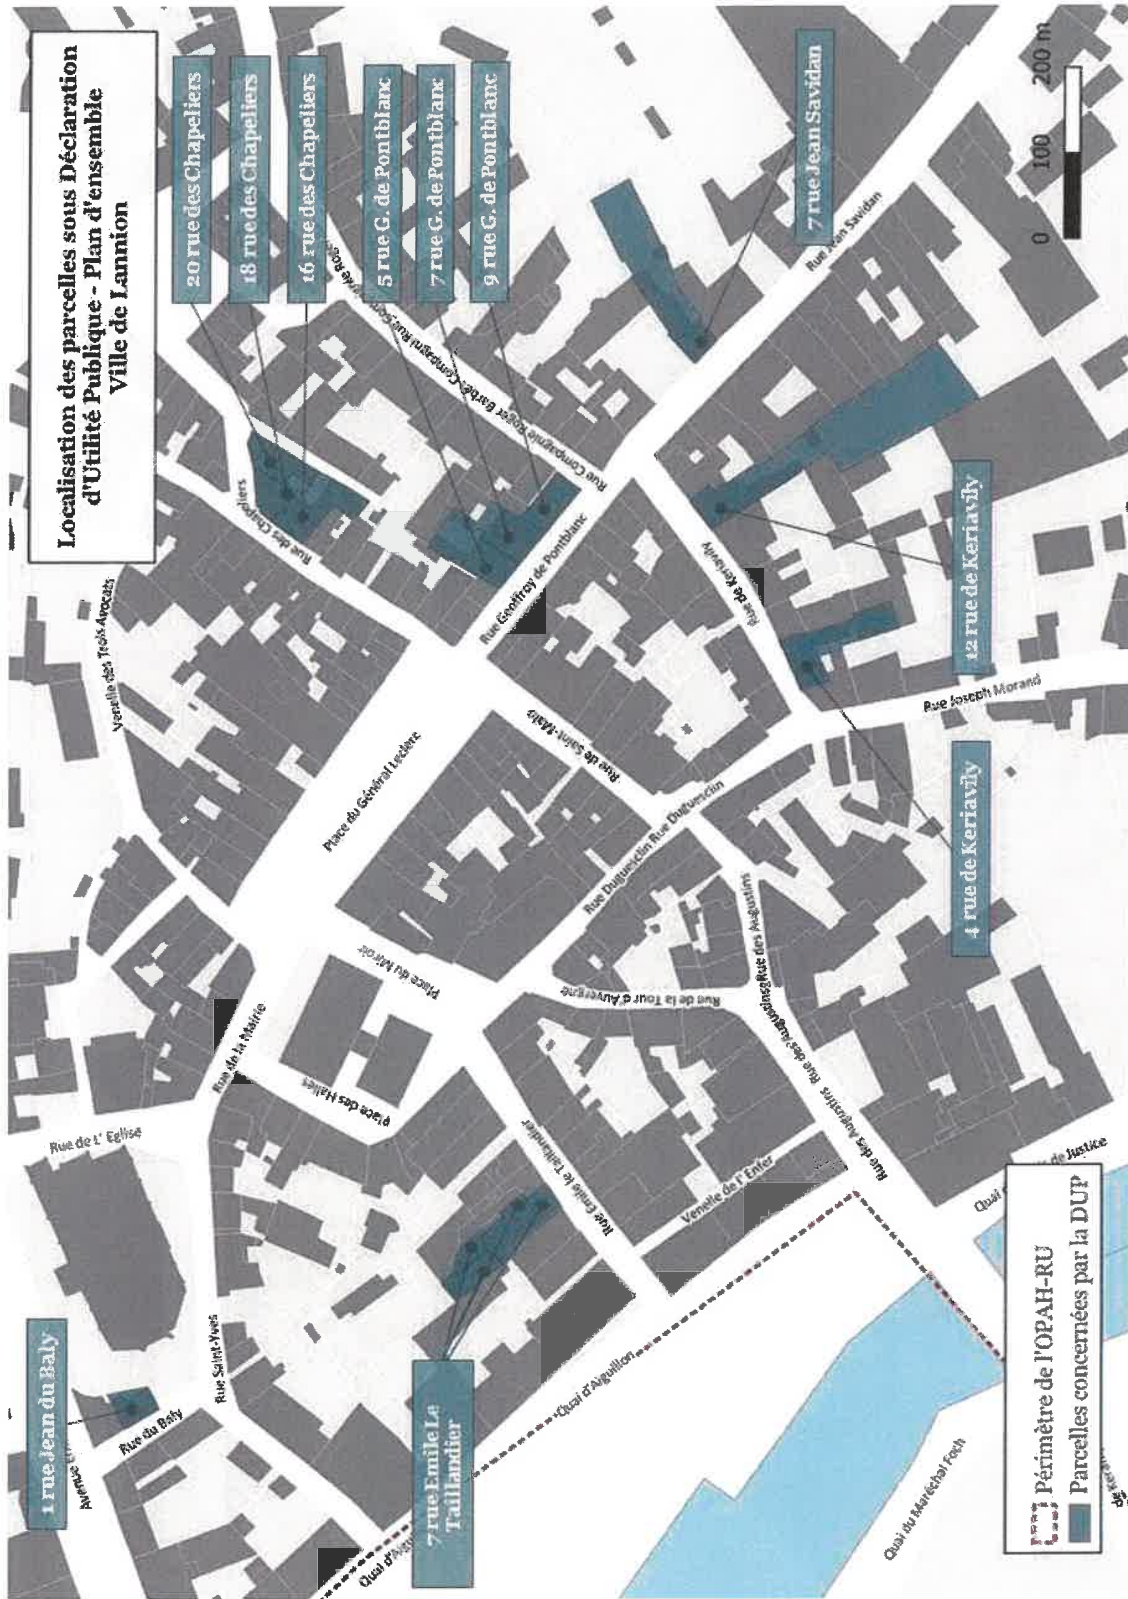 Localisation des parcelles sous Déclaration
d'Utilité Publique - Plan d'ensemble
Ville de Lannion
1 rue Jean du Baly
20 rue des Chapeliers
18 rue des Chapeliers
16 rue des Chapeliers
5 rue G. de Pontblanc
7 rue G. de Pontblanc
9 rue G. de Pontblanc
7 rue Jean Savidan
12 rue de Keriavily
4 rue de Keriavily
7 rue Emile Le
Taillandier
Avenue
Rue du Baly
Rue Saint-Yves
Rue de L' Eglise
Rue de la Mairie
Place des Halles
Place du Miroir
Place du Général Leclerc
Venelle des Trois Avocats
Rue des Chapeliers
Rue des Chapeliers
Rue Geoffroy de Pontblanc
Rue Compagnie Roger Barbé
Rue Jean Savidan
Rue de Keriavily
Rue Joseph Morand
Rue de Saint-Malo
Rue Duguesclin Rue Duguesclin
Rue des Augustins
Rue de la Tour d'Auvergne
Rue des Augustins
Rue des Augustins
Rue Emile le Taillandier
Rue
Venelle de l' Enfer
Quai d'Aiguillon
Quai
Quai du Maréchal Foch
de Justice
0 100 200 m
Périmètre de l'OPAH-RU
Parcelles concernées par la DUP